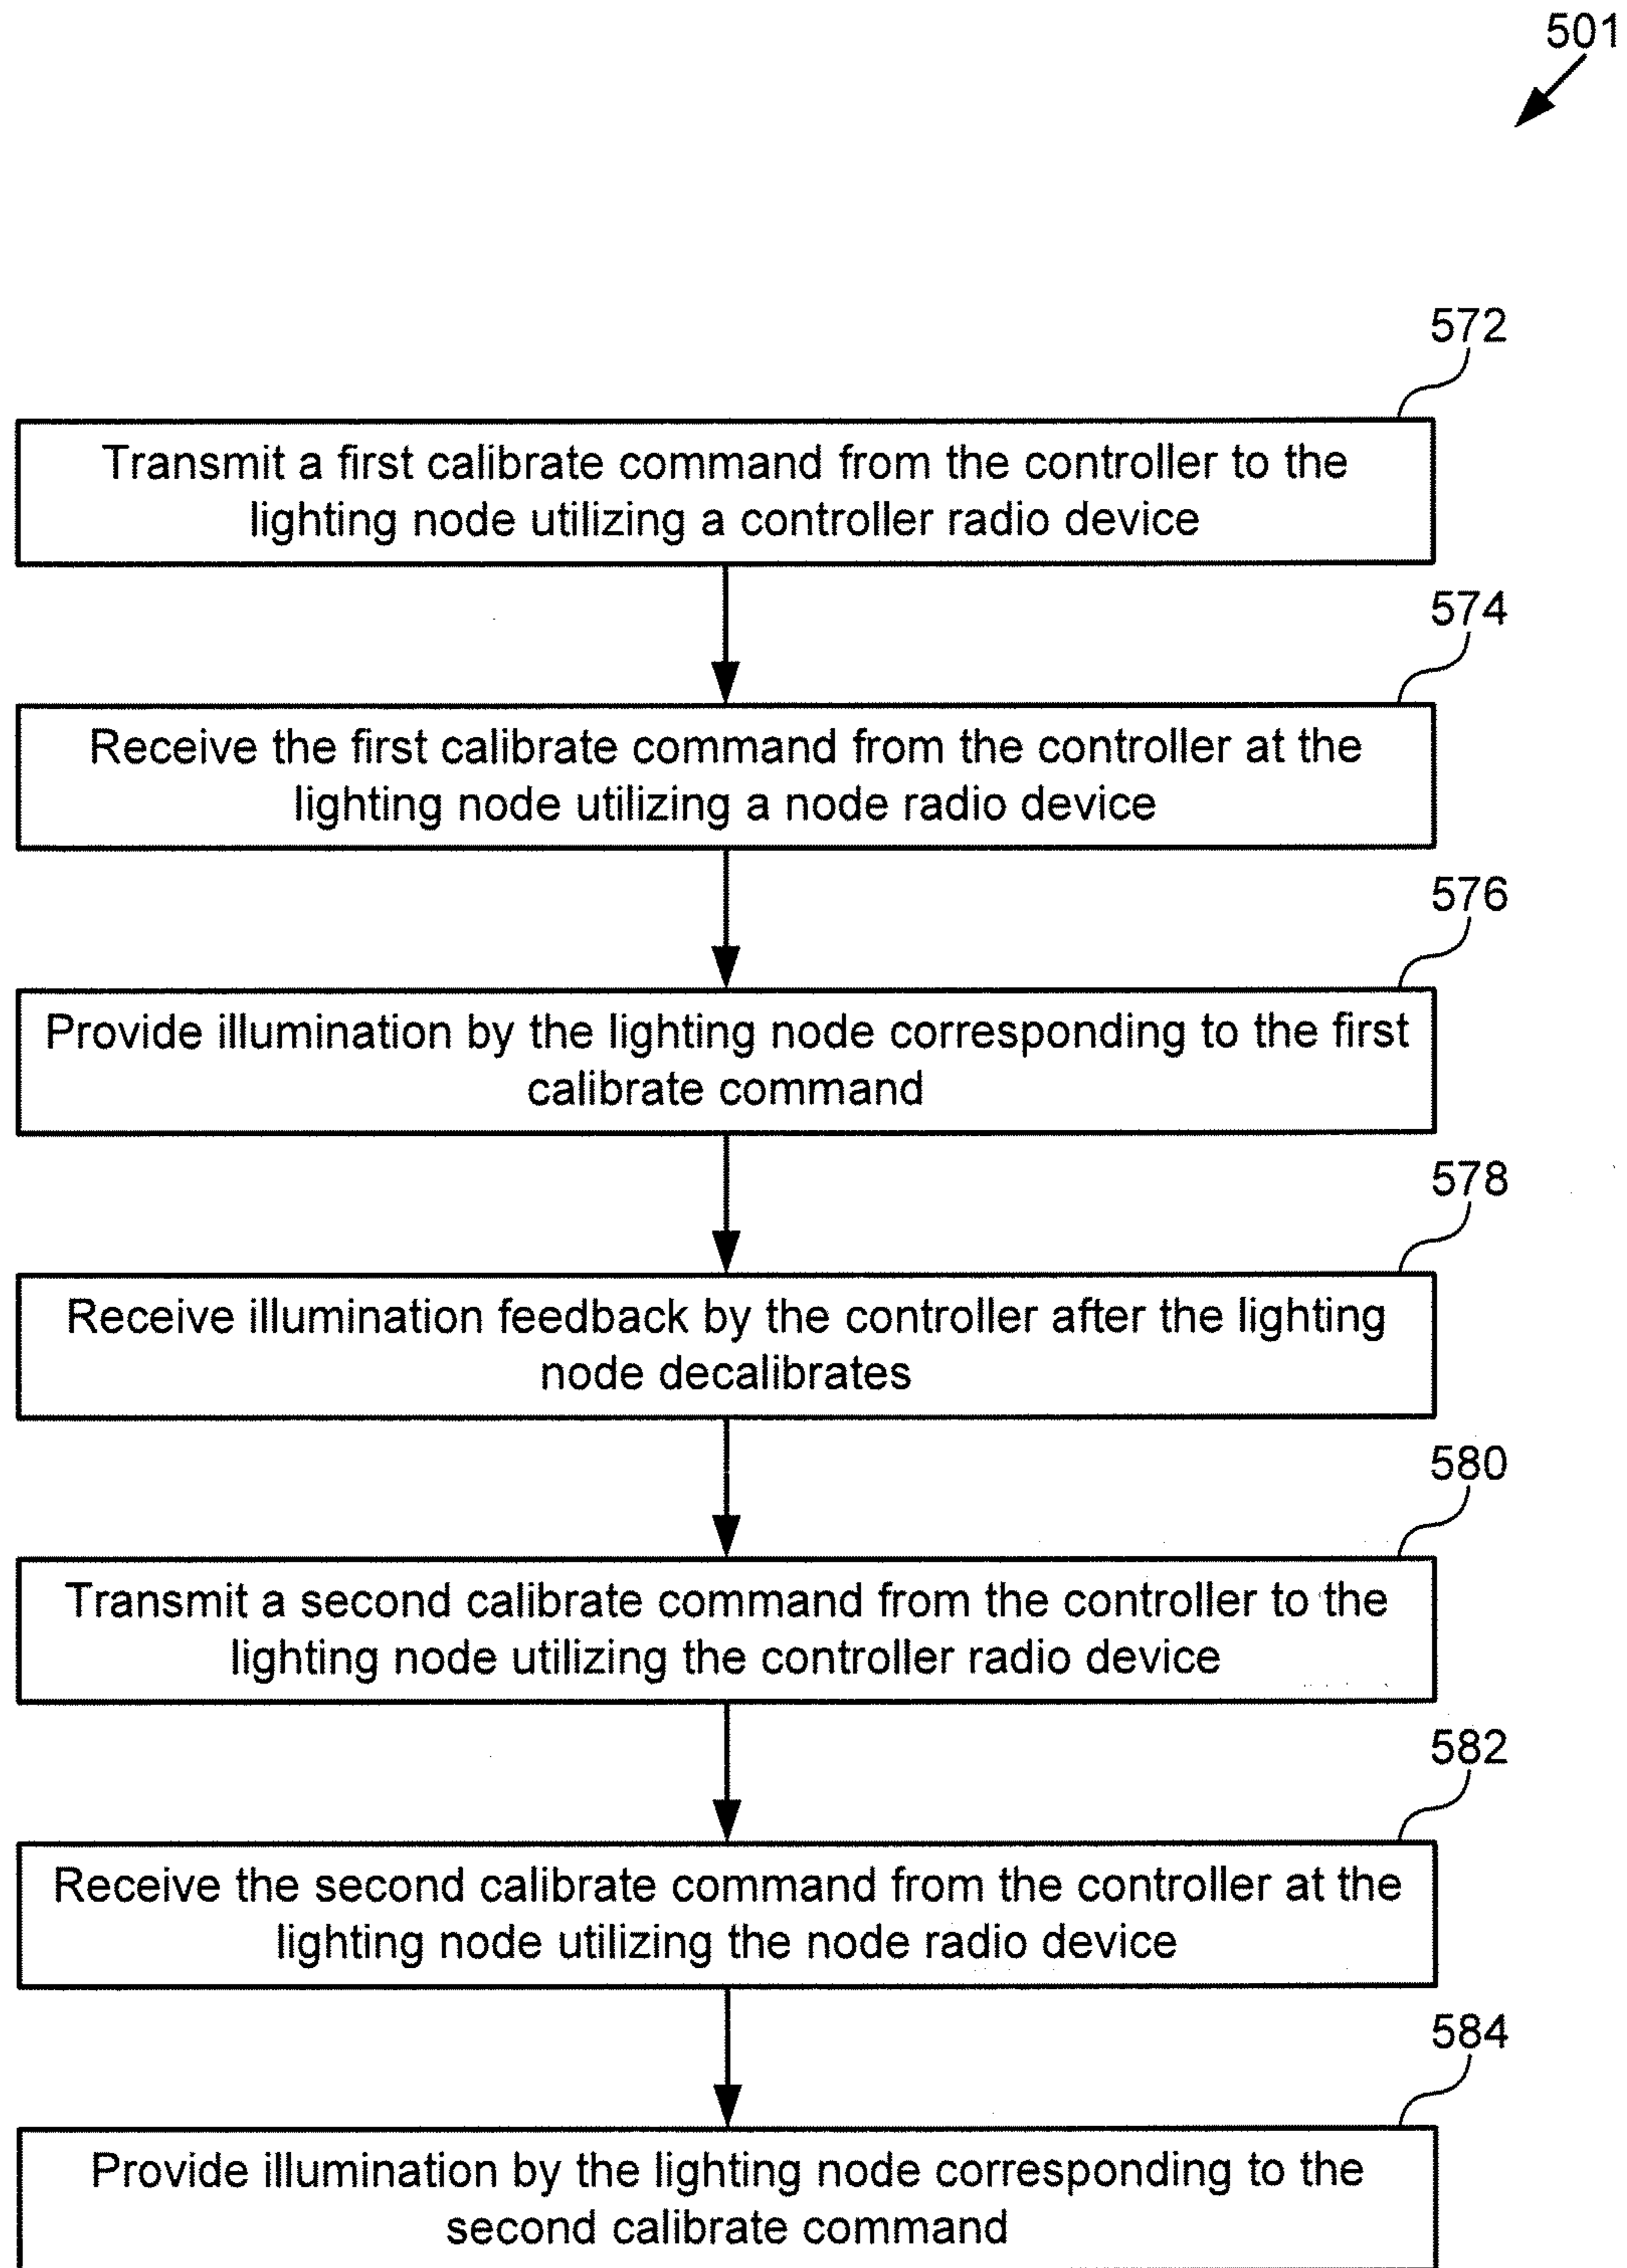 501
572
Transmit a first calibrate command from the controller to the
lighting node utilizing a controller radio device
574
Receive the first calibrate command from the controller at the
lighting node utilizing a node radio device
576
Provide illumination by the lighting node corresponding to the first
calibrate command
578
Receive illumination feedback by the controller after the lighting
node decalibrates
580
Transmit a second calibrate command from the controller to the
lighting node utilizing the controller radio device
582
Receive the second calibrate command from the controller at the
lighting node utilizing the node radio device
584
Provide illumination by the lighting node corresponding to the
second calibrate command